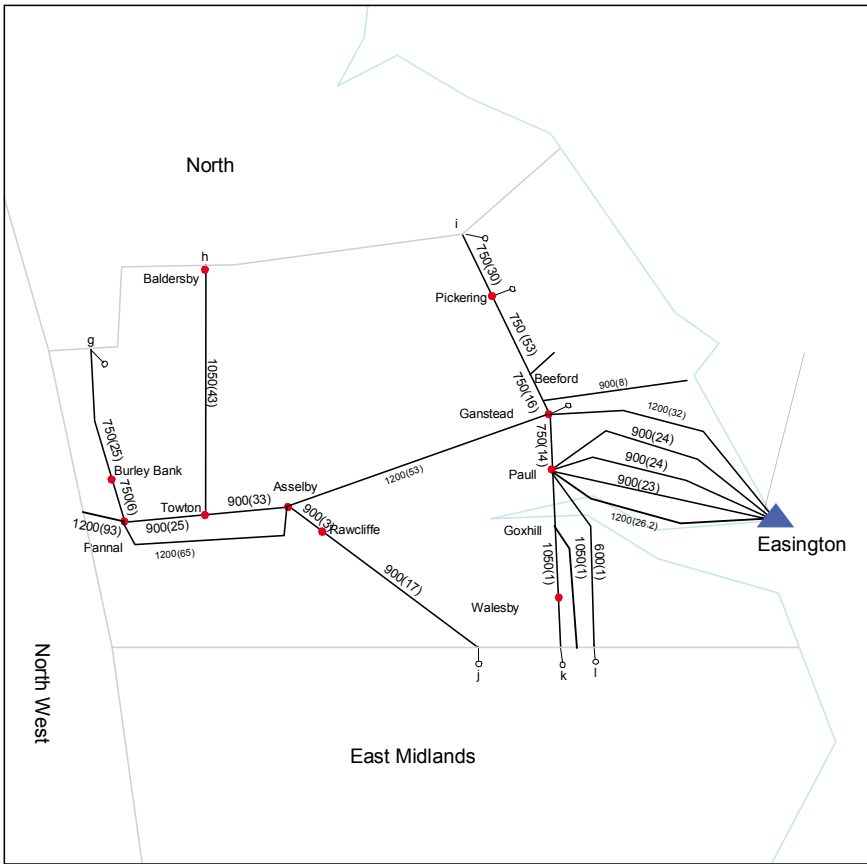 North
i
h
Baldersby
750(30)
Pickering
750 (53)
g
1050(43)
Beeford
900(8)
750(16)
Ganstead
1200(32)
900(24)
750(14)
900(24)
750(25)
Burley Bank
1200(53)
Paull
900(23)
Asselby
750(6)
Towton
900(33)
900(3)
Rawcliffe
1200(26.2)
1200(93)
900(25)
Pannal
1200(65)
Goxhill
Easington
1050(1)
1050(1)
600(1)
900(17)
Walesby
North West
j
k
l
East Midlands